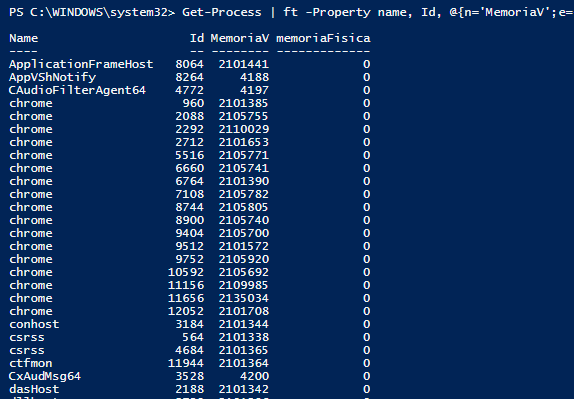 PS C:\WINDOWS\system32> Get-Process | ft -Property name, Id, @{n='MemoriaV';e=
Name Id MemoriaV memoriaFisica
---- -- -------- -------------
ApplicationFrameHost 8064 2101441 0
AppVShNotify 8264 4188 0
CAudioFilterAgent64 4772 4197 0
chrome 960 2101385 0
chrome 2088 2105755 0
chrome 2292 2110029 0
chrome 2712 2101653 0
chrome 5516 2105771 0
chrome 6660 2105741 0
chrome 6764 2101390 0
chrome 7108 2105782 0
chrome 8744 2105805 0
chrome 8900 2105740 0
chrome 9404 2105700 0
chrome 9512 2101572 0
chrome 9752 2105920 0
chrome 10592 2105692 0
chrome 11156 2109985 0
chrome 11656 2135034 0
chrome 12052 2101708 0
conhost 3184 2101344 0
csrss 564 2101338 0
csrss 4684 2101365 0
ctfmon 11944 2101364 0
CxAudMsg64 3528 4200 0
dasHost 2188 2101342 0